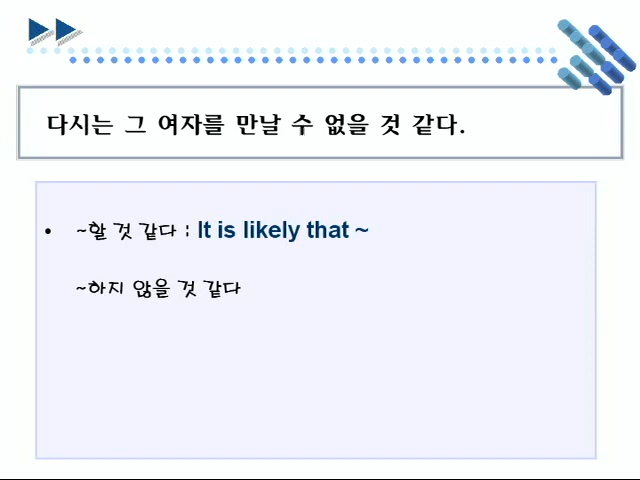 다시는 그 여자를 만날 수 없을 것 같다.
• ~할 것 같다 : It is likely that ~
~하지 않을 것 같다